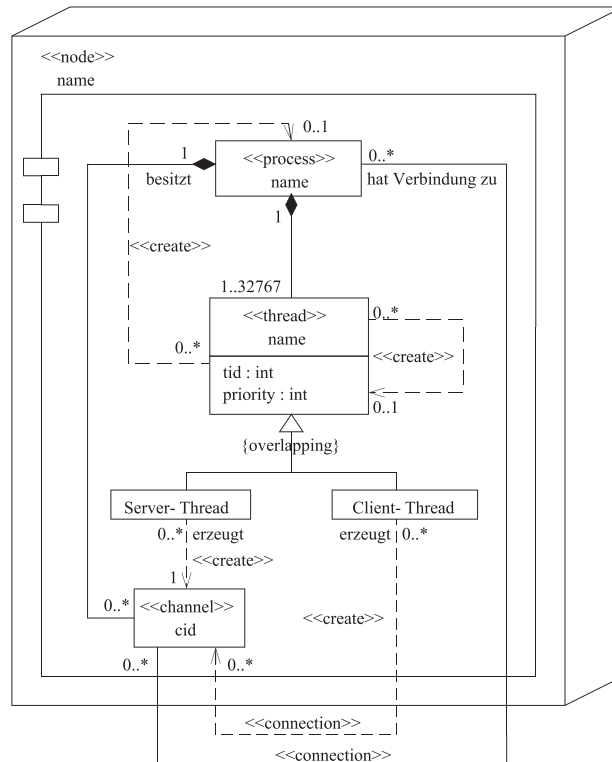 <<node>>
name
0..1
1
<<process>>
0..*
besitzt
name
hat Verbindung zu
1
<<create>>
1..32767
<<thread>>
0..*
name
0..*
<<create>>
tid : int
priority : int
0..1
{overlapping}
Server- Thread
Client- Thread
0..* erzeugt
erzeugt 0..*
<<create>>
1
0..*
<<channel>>
<<create>>
cid
0..*
0..*
<<connection>>
<<connection>>